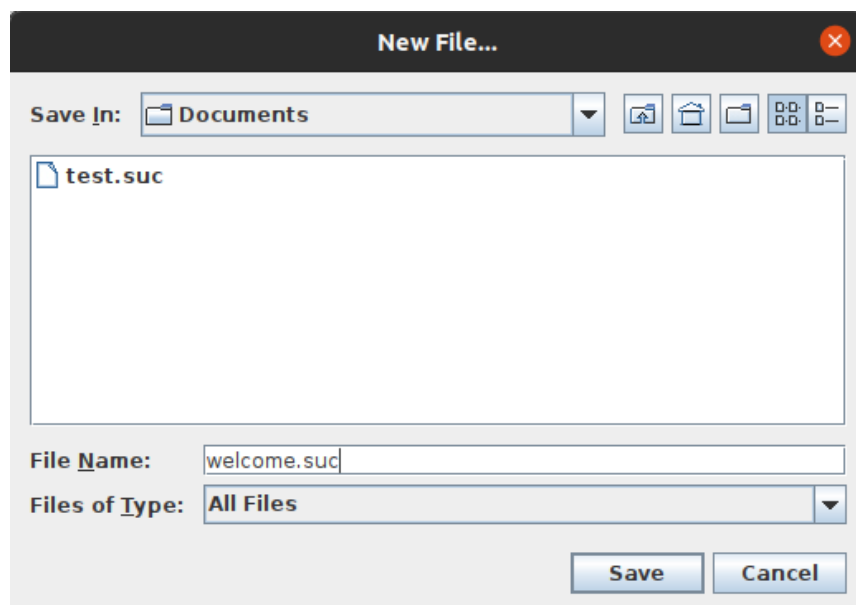 New File...
Save In: Documents
test.suc
File Name: welcome.suc
Files of Type: All Files
Save Cancel